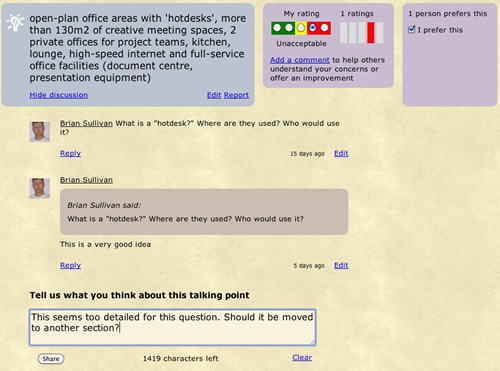 open-plan office areas with 'hotdesks', more
than 130m2 of creative meeting spaces, 2
private offices for project teams, kitchen,
lounge, high-speed internet and full-service
office facilities (document centre,
presentation equipment)
Hide discussion Edit Report
My rating
Unacceptable
1 ratings
Add a comment to help others
understand your concerns or
offer an improvement
1 person prefers this
I prefer this
Brian Sullivan What is a "hotdesk?" Where are they used? Who would use
it?
Reply 15 days ago Edit
Brian Sullivan
Brian Sullivan said:
What is a "hotdesk?" Where are they used? Who would use it?
This is a very good idea
Reply 5 days ago Edit
Tell us what you think about this talking point
This seems too detailed for this question. Should it be moved
to another section?
Share 1419 characters left Clear